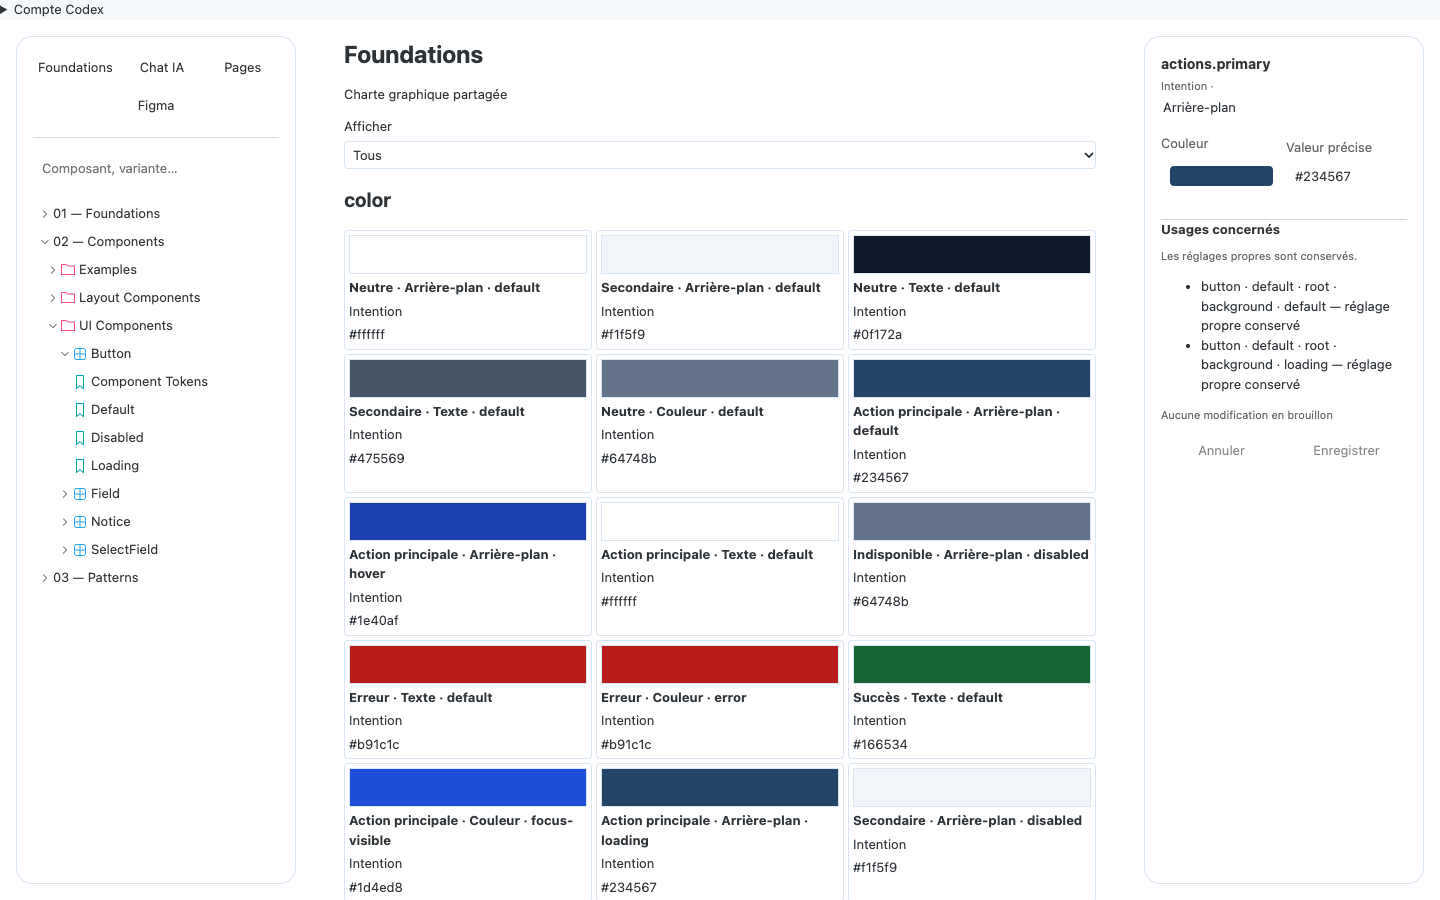 Compte Codex
Foundations
Chat IA
Pages
Figma
Composant, variante...
01 — Foundations
02 — Components
Examples
Layout Components
UI Components
Button
Component Tokens
Default
Disabled
Loading
Field
Notice
SelectField
03 — Patterns
Foundations
Charte graphique partagée
Afficher
Tous
color
Neutre · Arrière-plan · default
Intention
#ffffff
Secondaire · Arrière-plan · default
Intention
#f1f5f9
Neutre · Texte · default
Intention
#0f172a
Secondaire · Texte · default
Intention
#475569
Neutre · Couleur · default
Intention
#64748b
Action principale · Arrière-plan ·
default
Intention
#234567
Action principale · Arrière-plan ·
hover
Intention
#1e40af
Action principale · Texte · default
Intention
#ffffff
Indisponible · Arrière-plan · disabled
Intention
#64748b
Erreur · Texte · default
Intention
#b91c1c
Erreur · Couleur · error
Intention
#b91c1c
Succès · Texte · default
Intention
#166534
Action principale · Couleur · focus-
visible
Intention
#1d4ed8
Action principale · Arrière-plan ·
loading
Intention
#234567
Secondaire · Arrière-plan · disabled
Intention
#f1f5f9
actions.primary
Intention ·
Arrière-plan
Couleur
Valeur précise
#234567
Usages concernés
Les réglages propres sont conservés.
• button · default · root ·
background · default — réglage
propre conservé
• button · default · root ·
background · loading — réglage
propre conservé
Aucune modification en brouillon
Annuler
Enregistrer